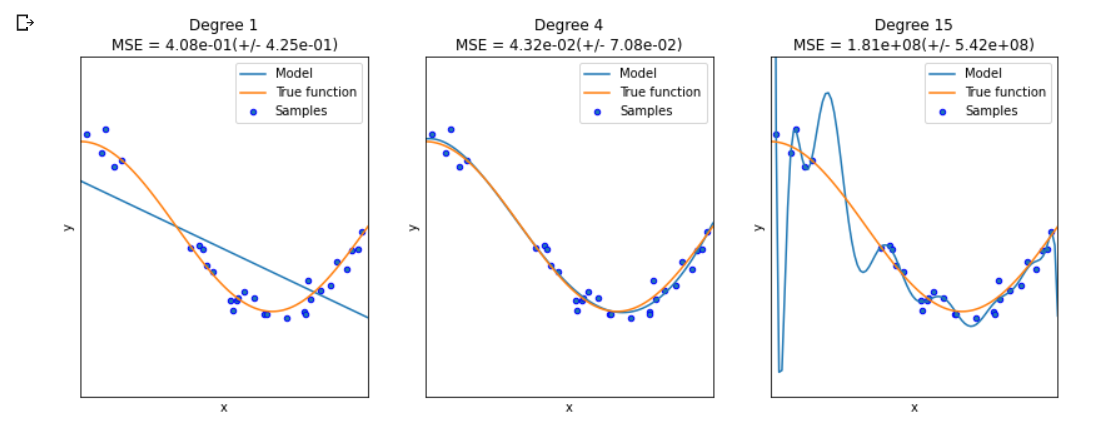 Degree 1
MSE = 4.08e-01(+/- 4.25e-01)
Model
True function
Samples
y
x
Degree 4
MSE = 4.32e-02(+/- 7.08e-02)
Model
True function
Samples
y
x
Degree 15
MSE = 1.81e+08(+/- 5.42e+08)
Model
True function
Samples
y
x